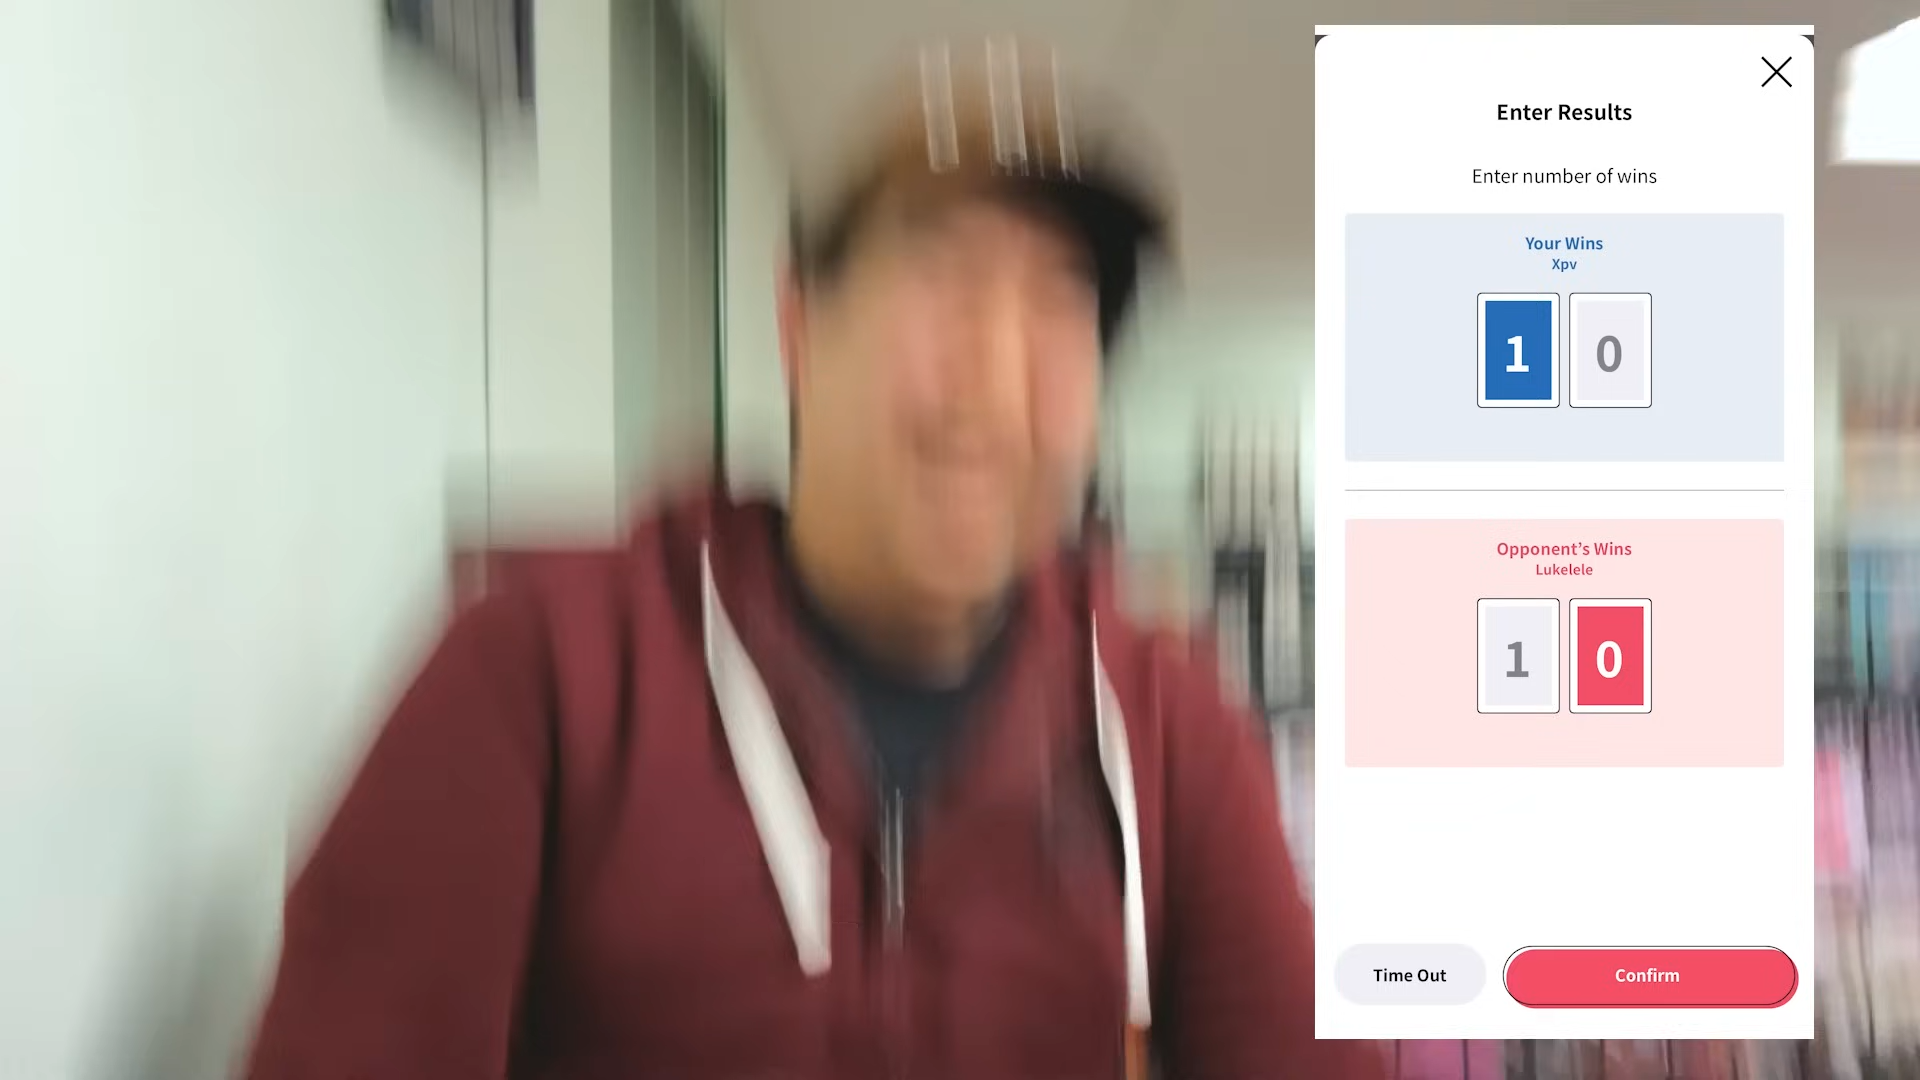 Enter Results
Enter number of wins
Your Wins
Xpv
1 0
Opponent’s Wins
Lukelele
1 0
Time Out
Confirm